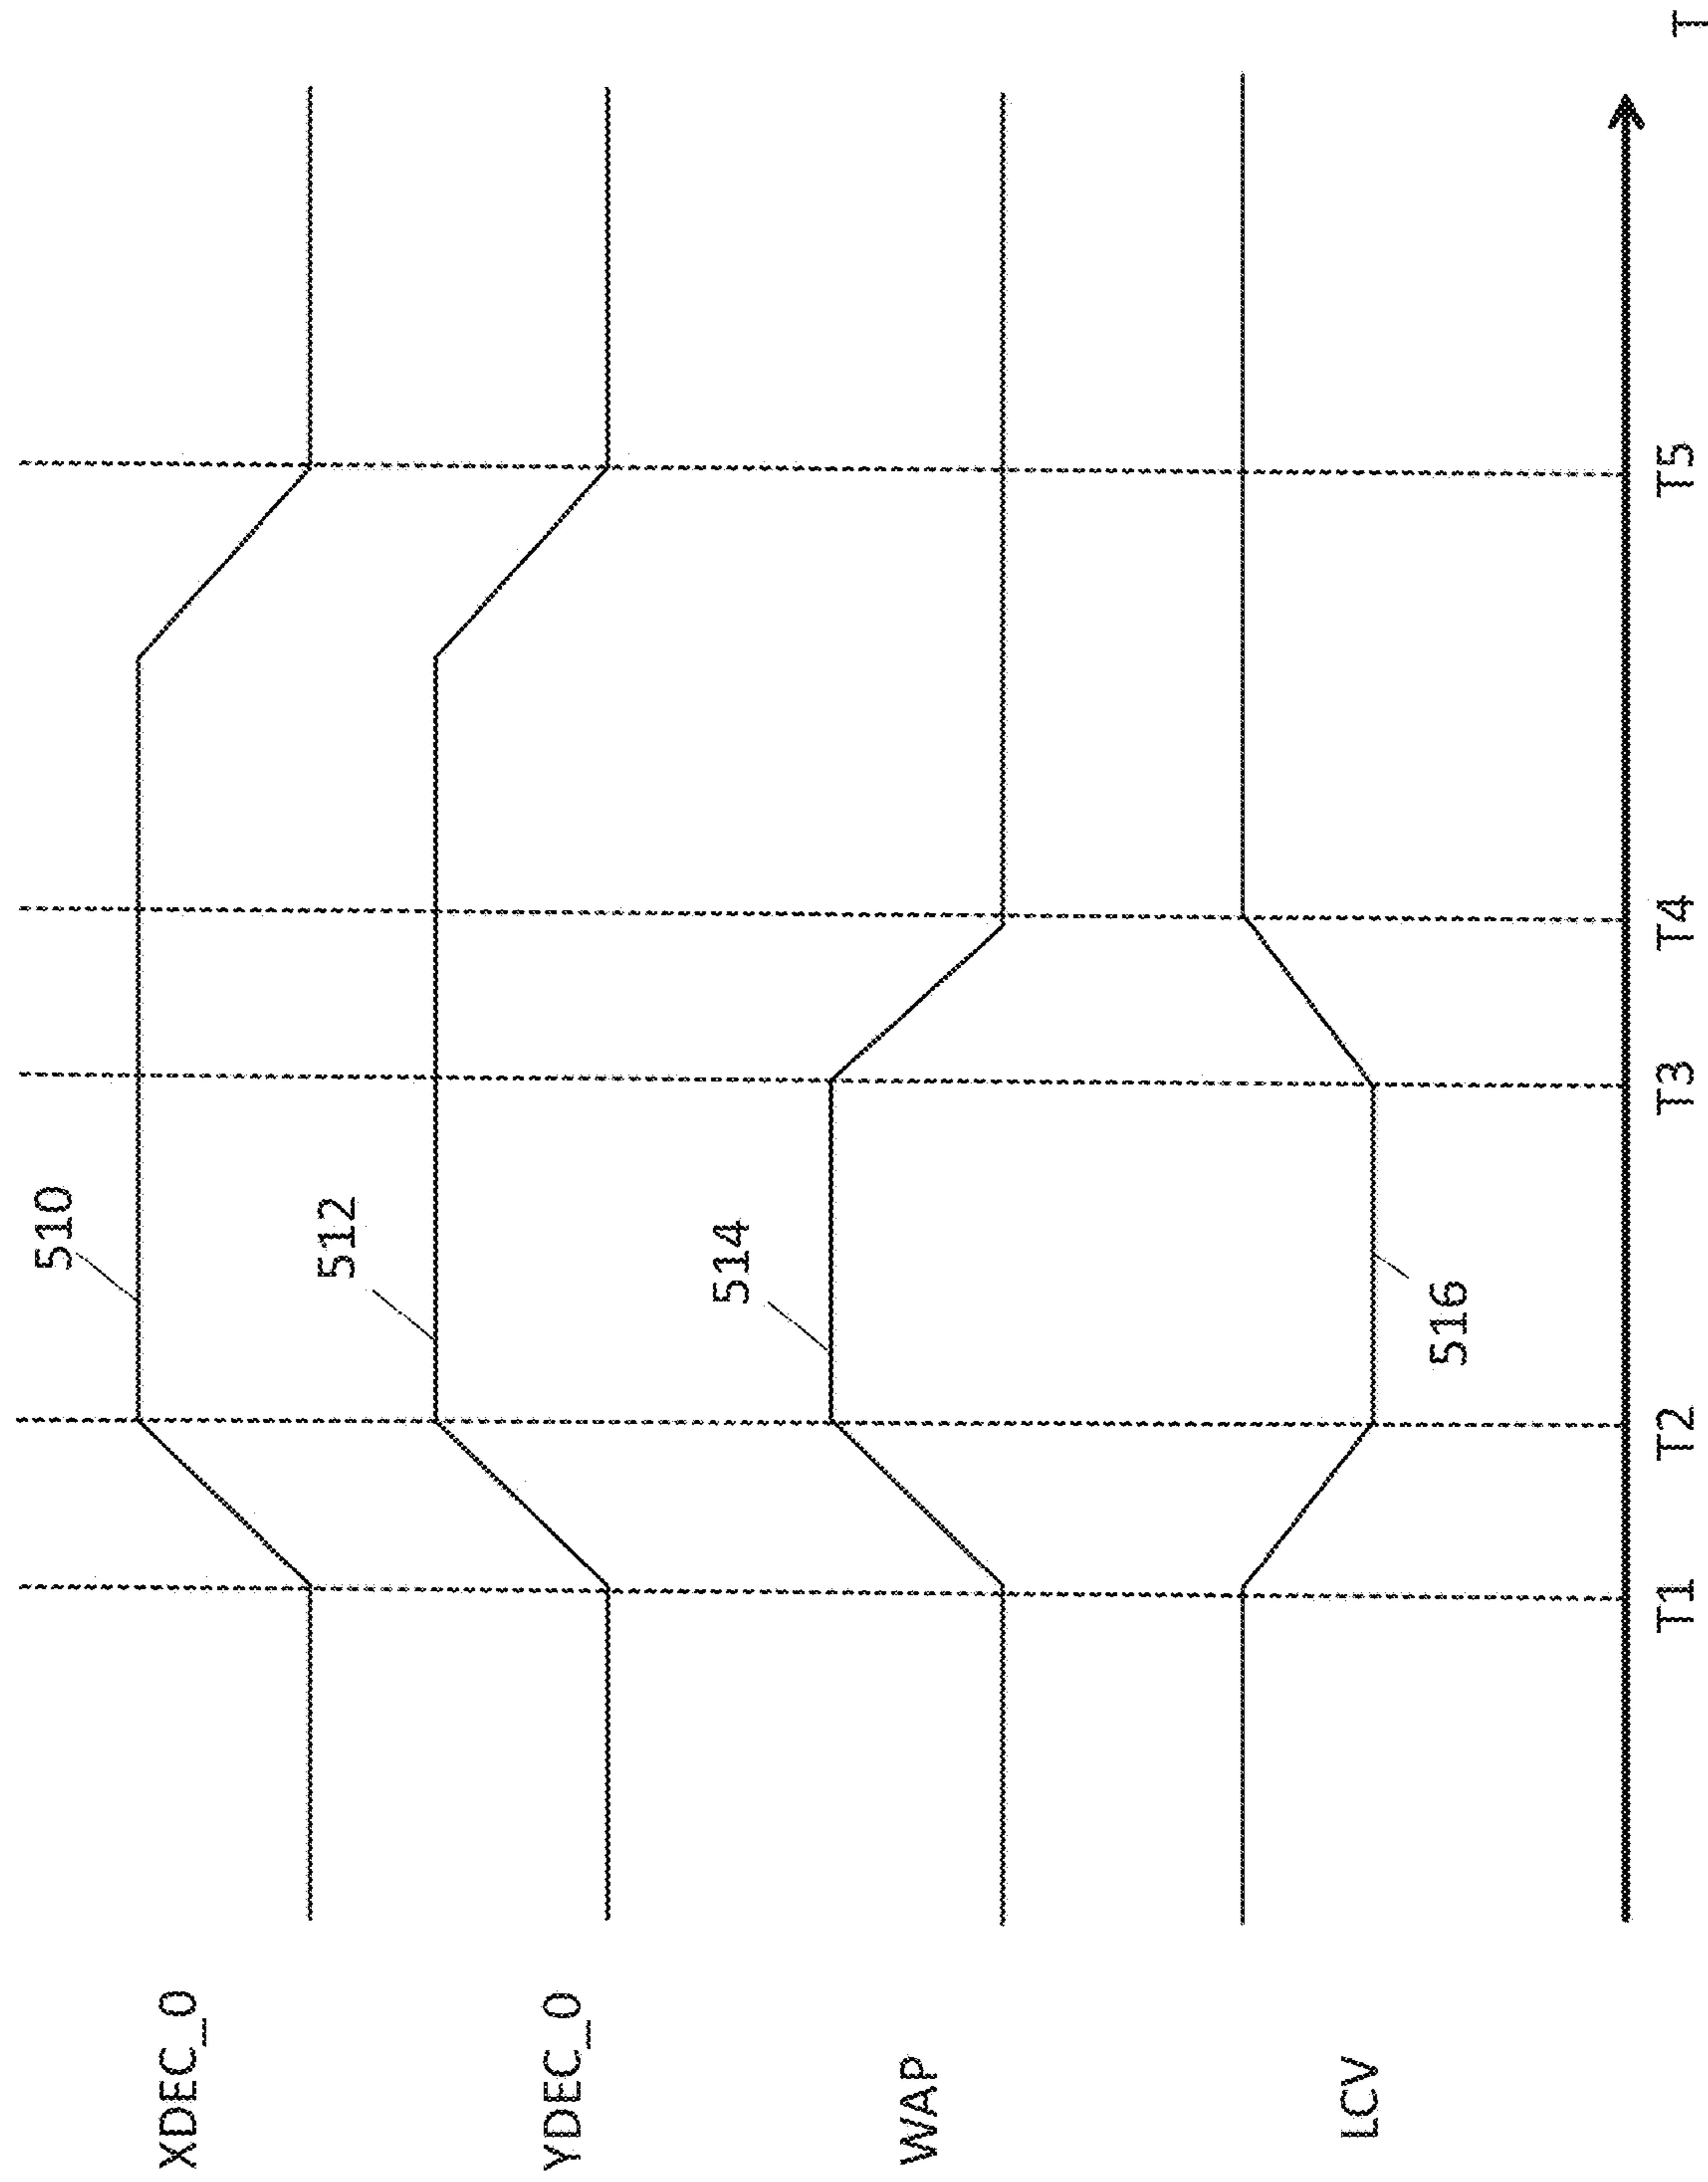 XDEC_0
510
YDEC_0
512
WAP
514
LCV
516
T1 T2 T3 T4 T5 T